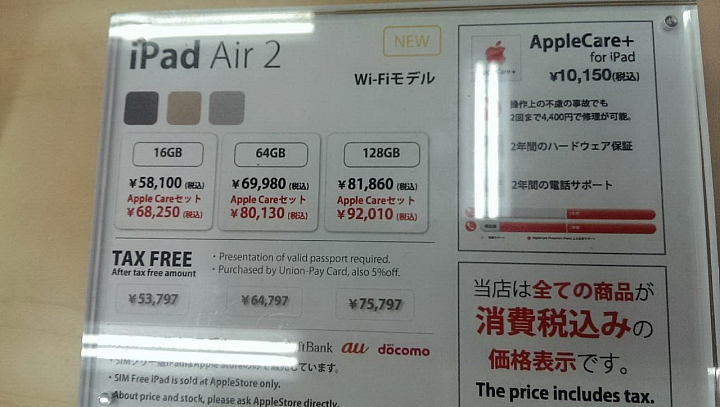 iPad Air 2
NEW
Wi-Fiモデル
16GB
¥58,100(税込)
Apple Careセット
¥68,250(税込)
64GB
¥69,980(税込)
Apple Careセット
¥80,130(税込)
128GB
¥81,860(税込)
Apple Careセット
¥92,010(税込)
TAX FREE
After tax free amount
・Presentation of valid passport required.
・Purchased by Union-Pay Card, also 5%off.
¥53,797
¥64,797
¥75,797
SoftBank au döcomo
・SIM Free iPad is sold at AppleStore only.
About price and stock, please ask AppleStore directly.
AppleCare+
for iPad
¥10,150(税込)
操作上の不慮の事故でも
2回まで4,400円で修理が可能。
2年間のハードウェア保証
2年間の電話サポート
当店は全ての商品が
消費税込みの
価格表示です。
The price includes tax.